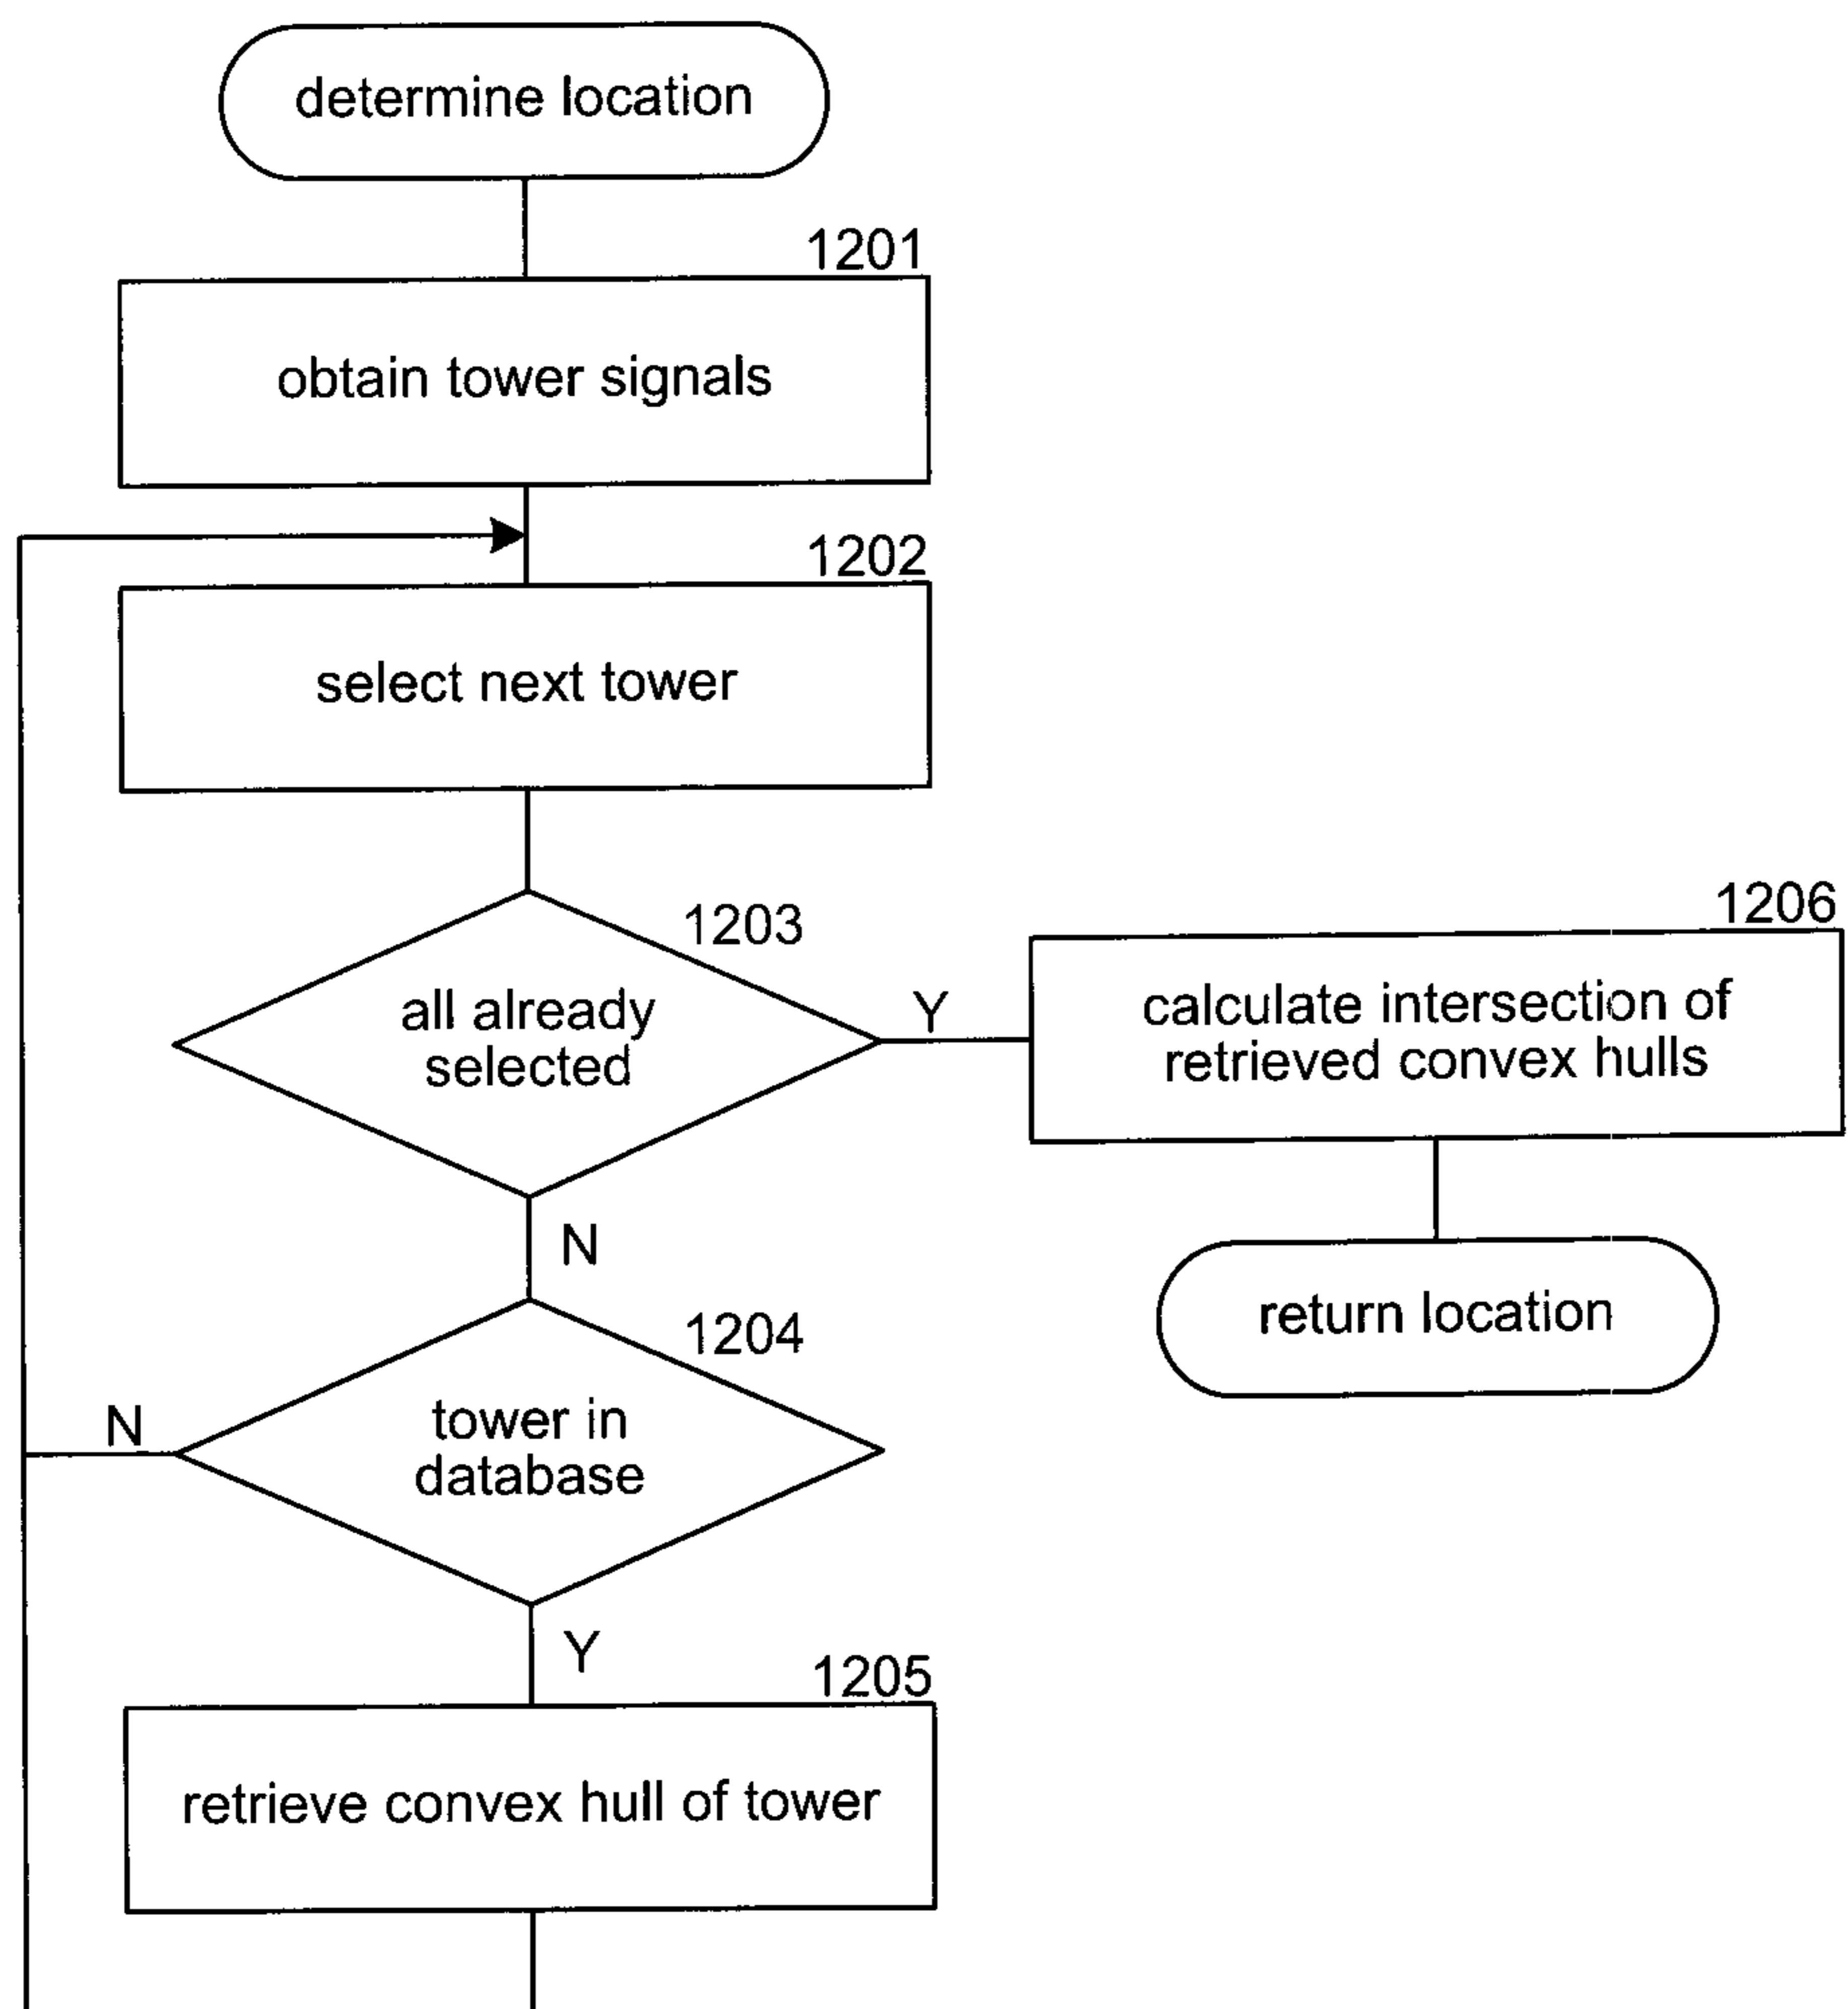 determine location
1201
obtain tower signals
1202
select next tower
1203
all already
selected
Y
1206
calculate intersection of
retrieved convex hulls
N
return location
1204
tower in
database
N
Y
1205
retrieve convex hull of tower